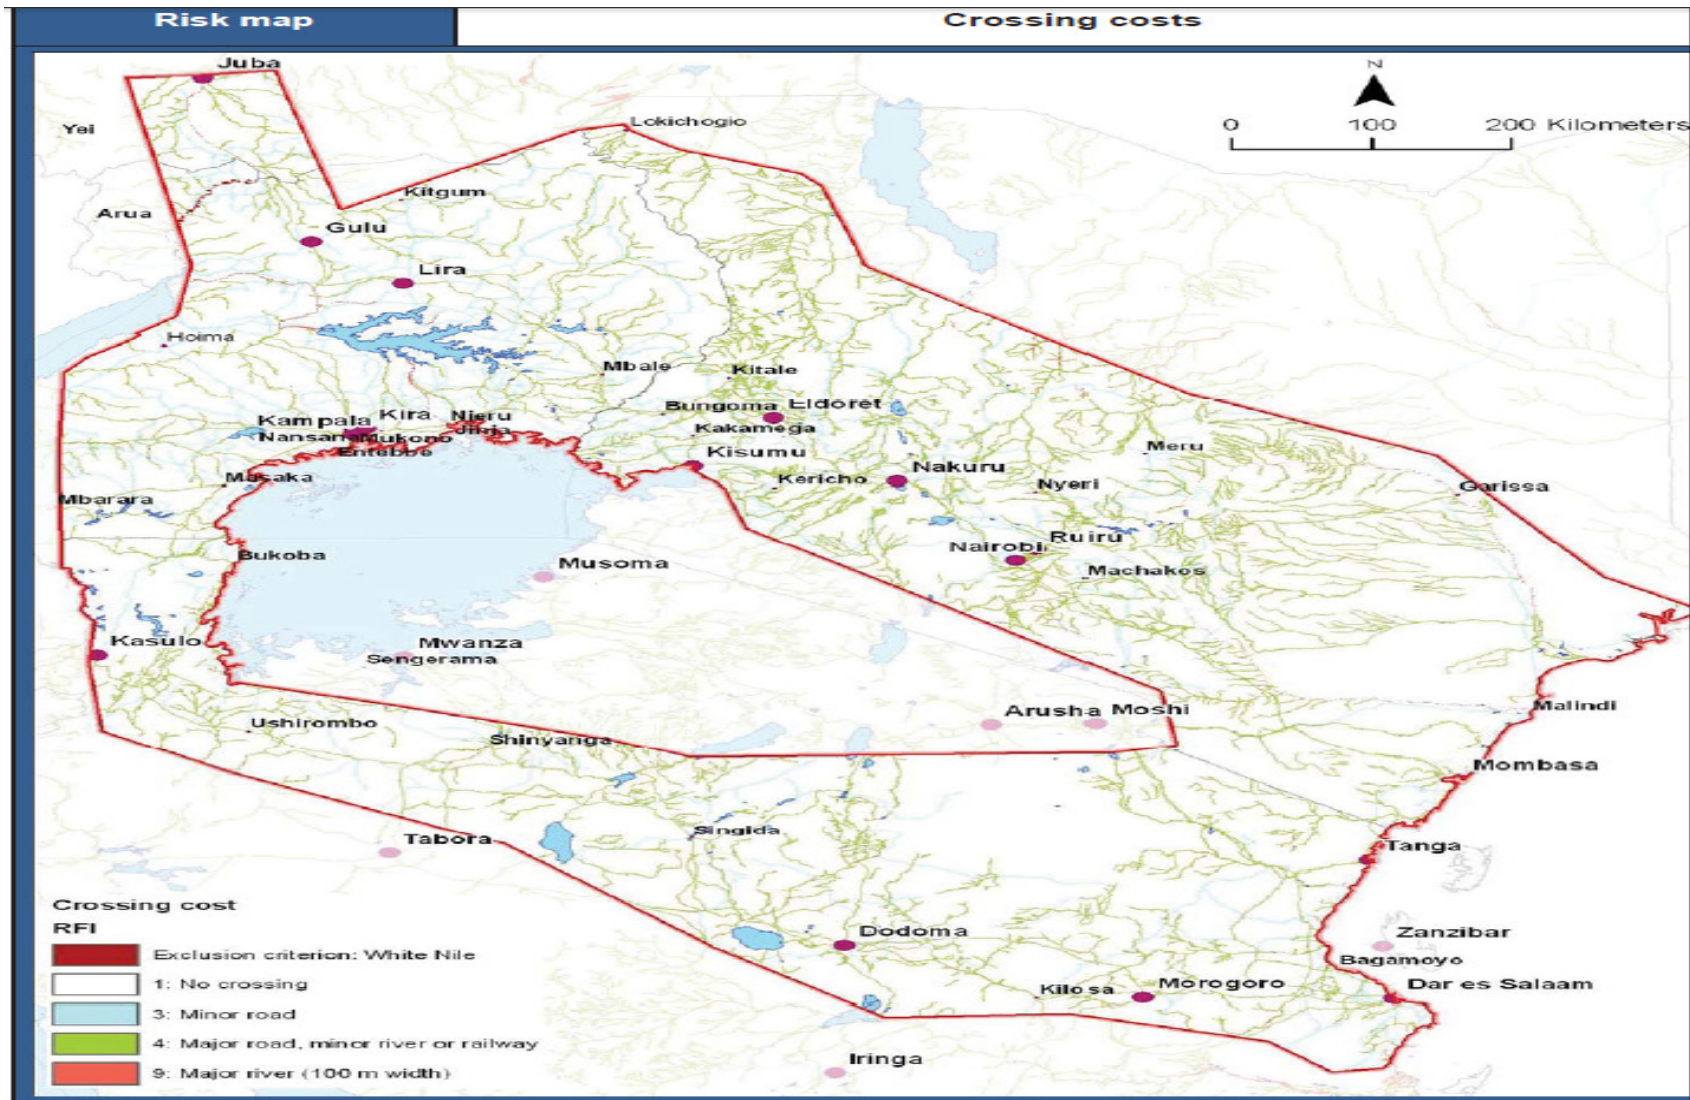 Risk map
Crossing costs
Juba
N
Yei
Lokichogio
0 100 200 Kilometers
Kitgum
Arua
Gulu
Lira
Hoima
Mbale
Kitale
Kampala
Kira
Njeru
Bungoma
Eldoret
Nansana
Mukono
Jinja
Kakamega
Entebbe
Kisumu
Meru
Masaka
Kericho
Nakuru
Nyeri
Garissa
Mbarara
Bukoba
Musoma
Nairobi
Ruiru
Machakos
Kasulo
Mwanza
Sengerama
Ushirombo
Shinyanga
Arusha
Moshi
Malindi
Mombasa
Tabora
Singida
Tanga
Dodoma
Zanzibar
Bagamoyo
Kilosa
Morogoro
Dar es Salaam
Iringa
Crossing cost
RFI
Exclusion criterion: White Nile
1: No crossing
3: Minor road
4: Major road, minor river or railway
9: Major river (100 m width)